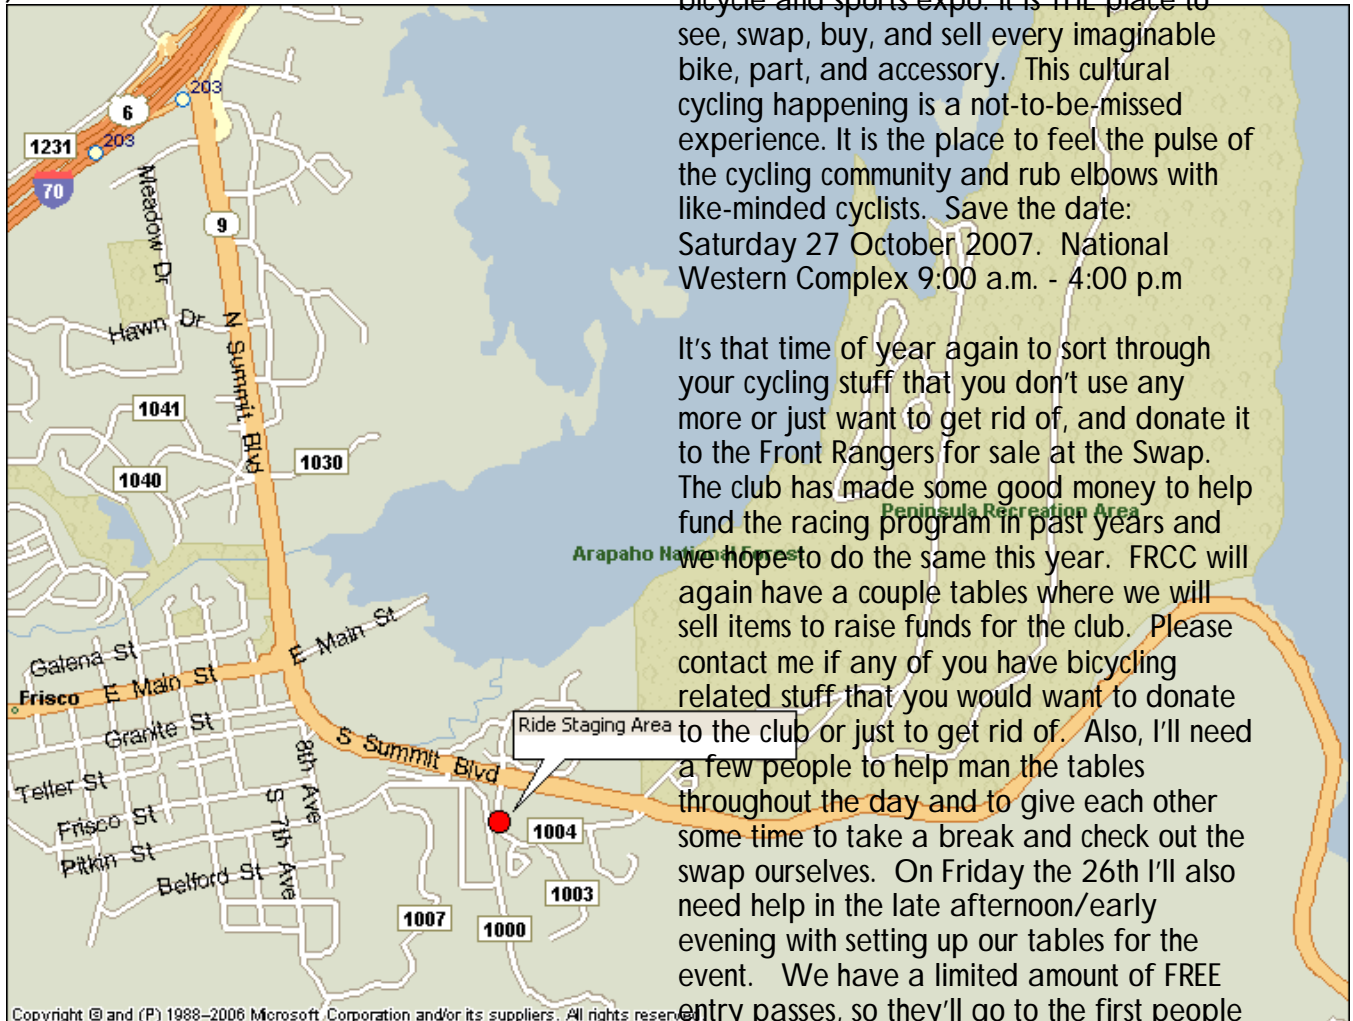 bicycle and sports expo. It is THE place to
see, swap, buy, and sell every imaginable
bike, part, and accessory. This cultural
cycling happening is a not-to-be-missed
experience. It is the place to feel the pulse of
the cycling community and rub elbows with
like-minded cyclists. Save the date:
Saturday 27 October 2007. National
Western Complex 9:00 a.m. - 4:00 p.m
It's that time of year again to sort through
your cycling stuff that you don't use any
more or just want to get rid of, and donate it
to the Front Rangers for sale at the Swap.
The club has made some good money to help
fund the racing program in past years and
we hope to do the same this year. FRCC will
again have a couple tables where we will
sell items to raise funds for the club. Please
contact me if any of you have bicycling
related stuff that you would want to donate
to the club or just to get rid of. Also, I'll need
a few people to help man the tables
throughout the day and to give each other
some time to take a break and check out the
swap ourselves. On Friday the 26th I'll also
need help in the late afternoon/early
evening with setting up our tables for the
event. We have a limited amount of FREE
entry passes, so they'll go to the first people
203
6
1231
203
70
Meadow Dr
9
Hawn Dr
N Summit Blvd
1041
1030
1040
Peninsula Recreation Area
Arapaho National Forest
E Main St
Galena St
E Main St
Frisco
Granite St
Ride Staging Area
S Summit Blvd
8th Ave
Teller St
S 7th Ave
Frisco St
1004
Pitkin St
Belford St
1003
1007
1000
Copyright © and (P) 1988–2006 Microsoft Corporation and/or its suppliers. All rights reserved.